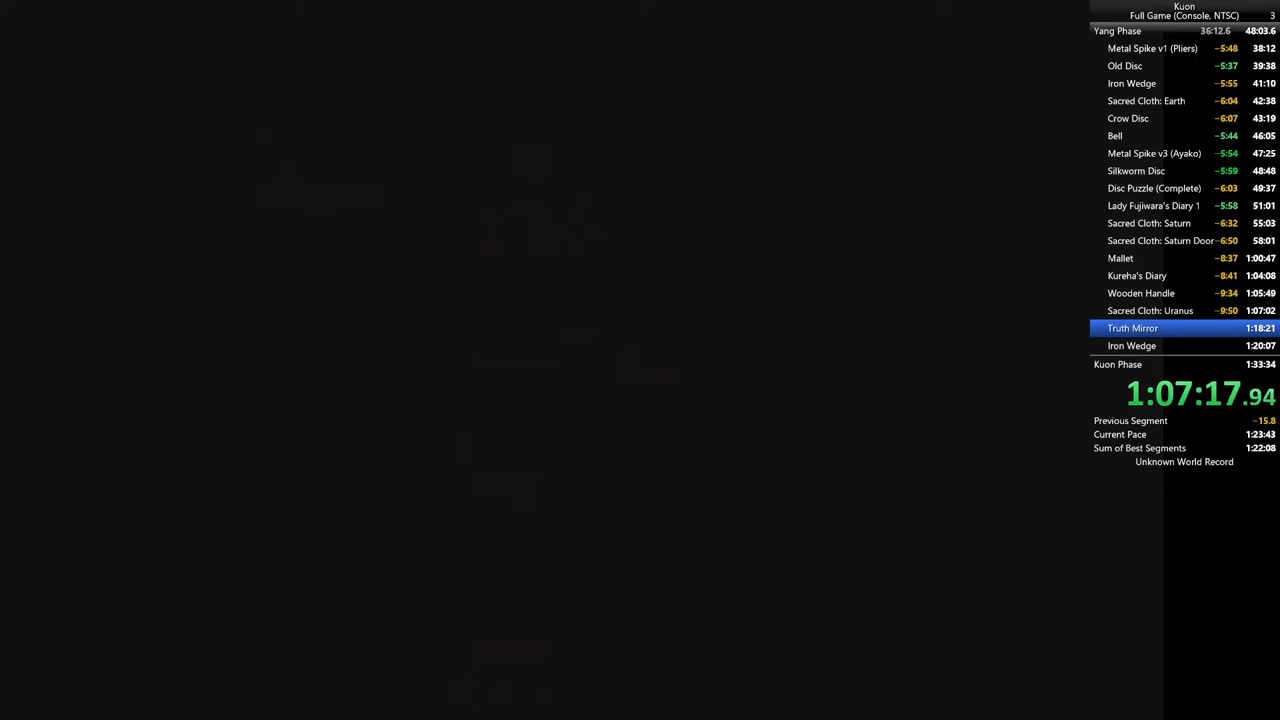 Kuon
Full Game (Console, NTSC) 3
Yang Phase 36:12.6 48:03.6
Metal Spike v1 (Pliers) −5:48 38:12
Old Disc −5:37 39:38
Iron Wedge −5:55 41:10
Sacred Cloth: Earth −6:04 42:38
Crow Disc −6:07 43:19
Bell −5:44 46:05
Metal Spike v3 (Ayako) −5:54 47:25
Silkworm Disc −5:59 48:48
Disc Puzzle (Complete) −6:03 49:37
Lady Fujiwara's Diary 1 −5:58 51:01
Sacred Cloth: Saturn −6:32 55:03
Sacred Cloth: Saturn Door −6:50 58:01
Mallet −8:37 1:00:47
Kureha's Diary −8:41 1:04:08
Wooden Handle −9:34 1:05:49
Sacred Cloth: Uranus −9:50 1:07:02
Truth Mirror 1:18:21
Iron Wedge 1:20:07
Kuon Phase 1:33:34
1:07:17.94
Previous Segment −15.8
Current Pace 1:23:43
Sum of Best Segments 1:22:08
Unknown World Record